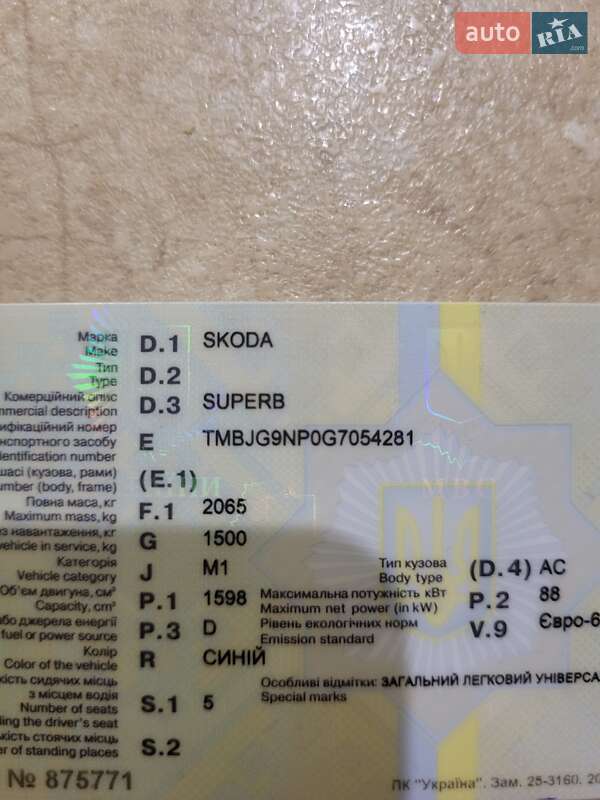 auto RIA .com
Марка D.1 SKODA
Make
Тип D.2
Type
Комерційний опис D.3 SUPERB
mmercial description
тифікаційний номер E TMBJG9NP0G7054281
нспортного засобу
dentification number
шасі (кузова, рами) (E.1)
umber (body, frame)
Повна маса, кг F.1 2065
Maximum mass, kg
з навантаження, кг G 1500
vehicle in service, kg
Категорія J M1 Тип кузова (D.4) AC
Vehicle category Body type
Об'єм двигуна, см³ P.1 1598 Максимальна потужність кВт P.2 88
Capacity, cm³ Maximum net power (in kW)
або джерела енергії P.3 D Рівень екологічних норм V.9 Євро-6
fuel or power source Emission standard
Колір R СИНІЙ
Color of the vehicle
кість сидячих місць S.1 5 Особливі відмітки: ЗАГАЛЬНИЙ ЛЕГКОВИЙ УНІВЕРСА
з місцем водія Special marks
Number of seats
ding the driver's seat
кість стоячих місць S.2
er of standing places
№ 875771 ПК "Україна". Зам. 25-3160. 20